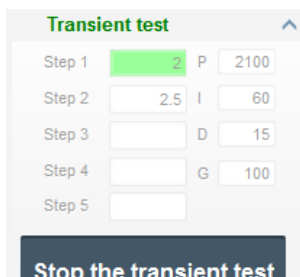 Transient test
Step 1 2 P 2100
Step 2 2.5 I 60
Step 3 D 15
Step 4 G 100
Step 5
Stop the transient test